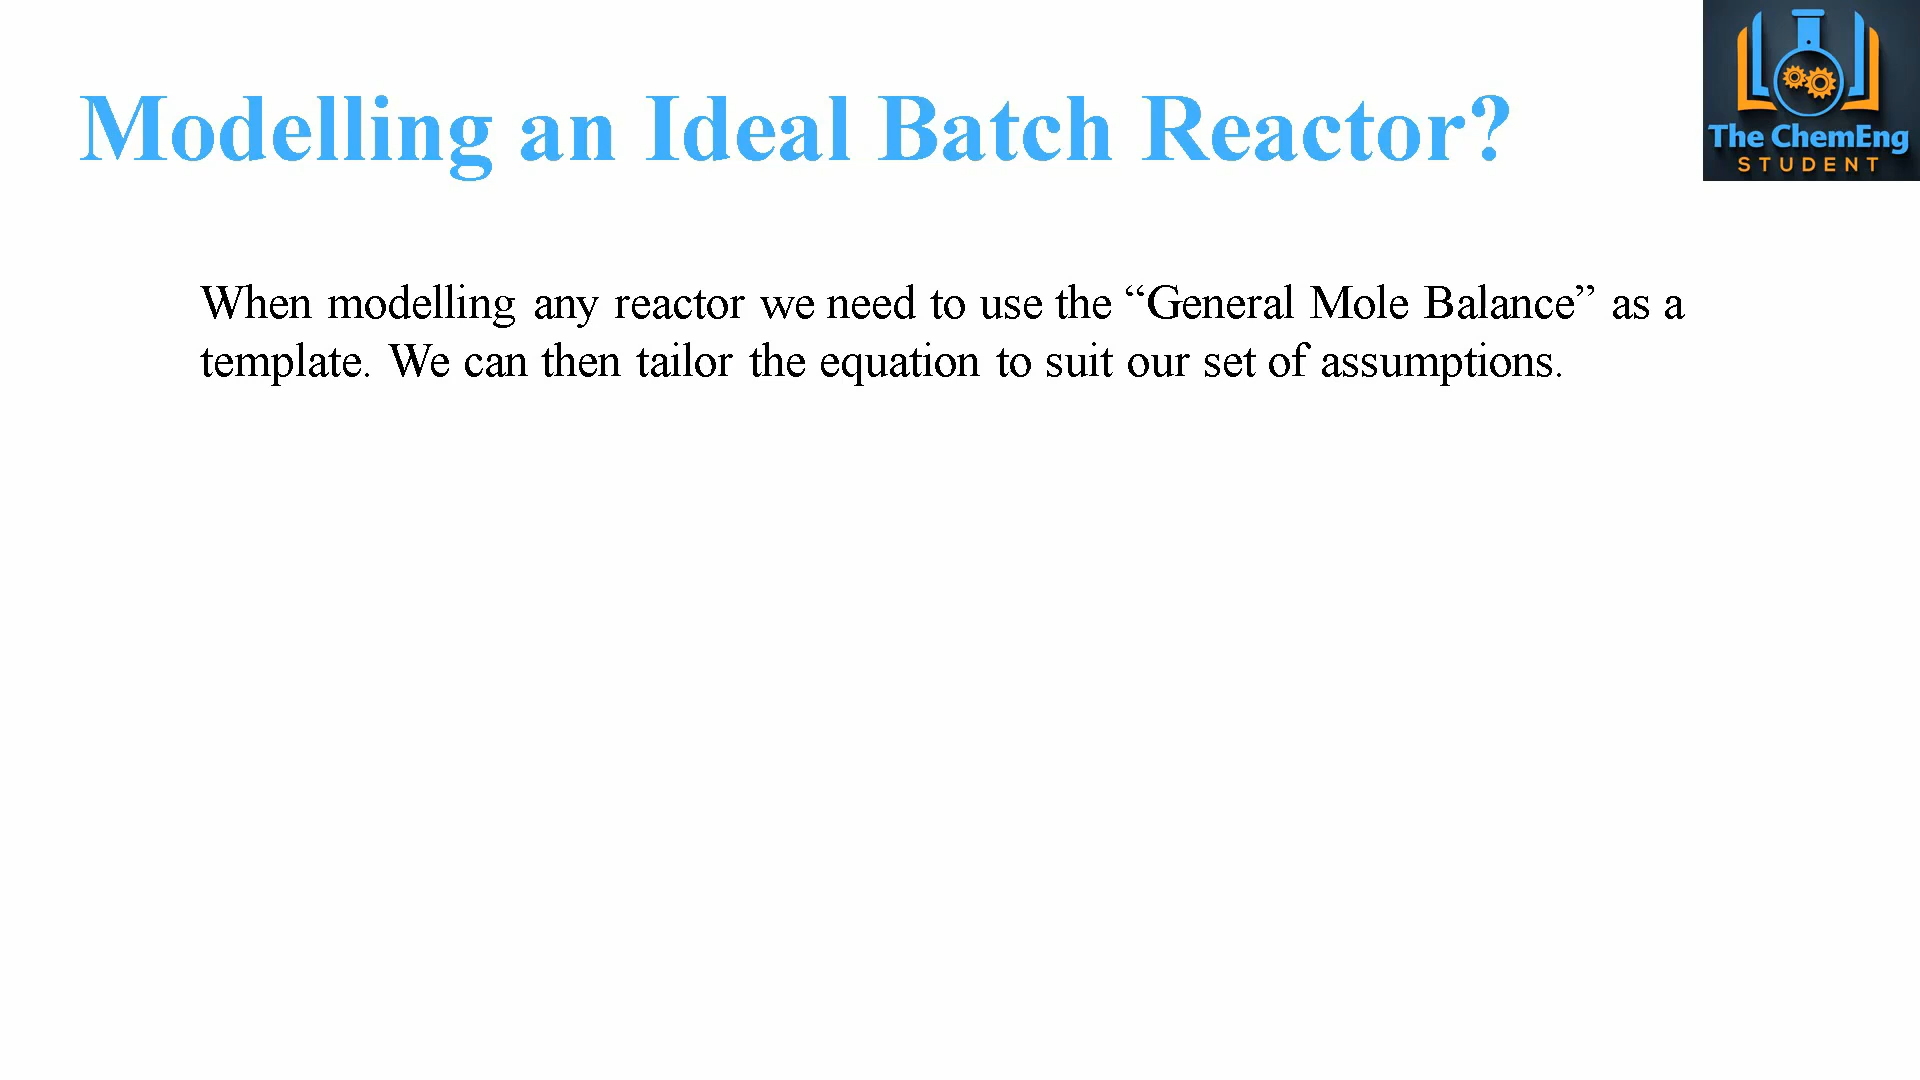 Modelling an Ideal Batch Reactor?
The ChemEng
STUDENT
When modelling any reactor we need to use the “General Mole Balance” as a
template. We can then tailor the equation to suit our set of assumptions.